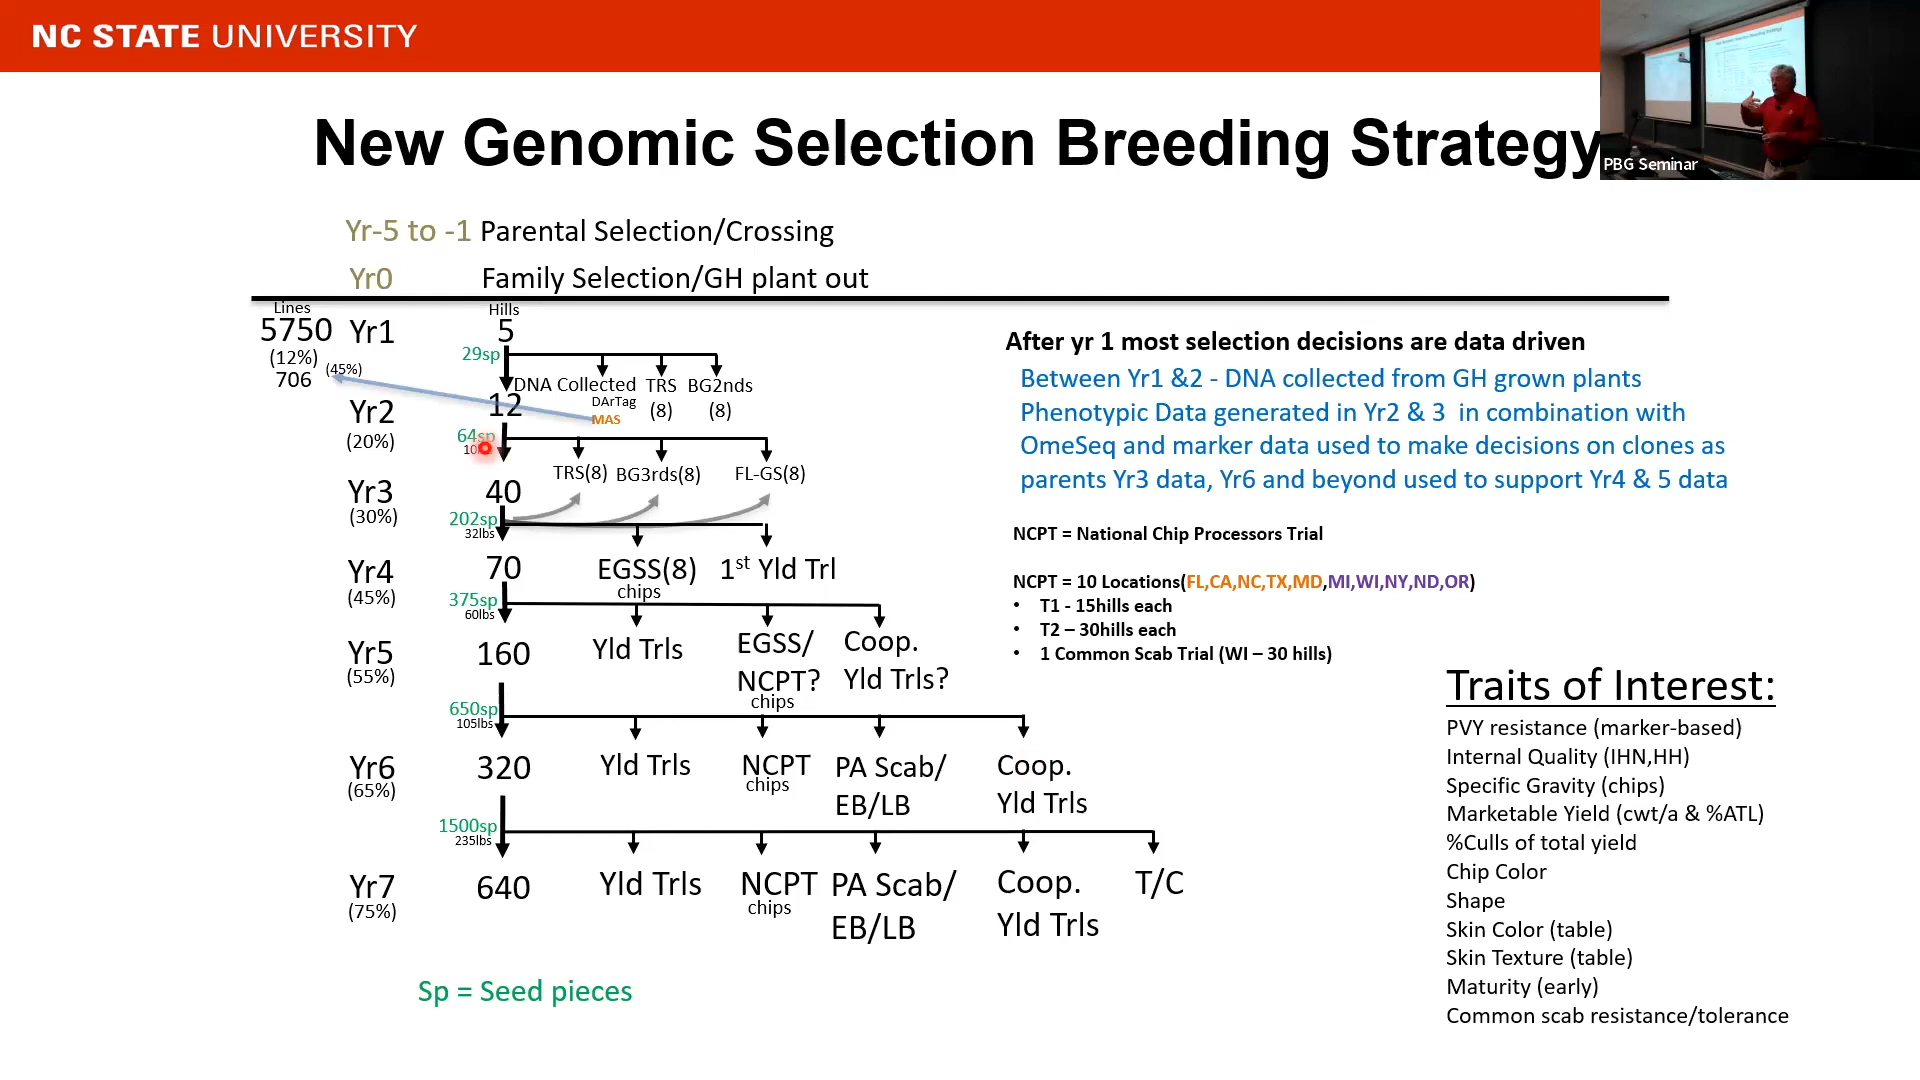 NC STATE UNIVERSITY
PBG Seminar
New Genomic Selection Breeding Strategy
Yr-5 to -1 Parental Selection/Crossing
Yr0 Family Selection/GH plant out
Lines Hills
5750 Yr1 5
(12%) 29sp
706 (45%)
DNA Collected TRS BG2nds
DArTag (8) (8)
MAS
Yr2 12
(20%) 64sp
TRS(8) BG3rds(8) FL-GS(8)
Yr3 40
(30%) 202sp
32lbs
EGSS(8) 1st Yld Trl
chips
Yr4 70
(45%) 375sp
60lbs
Yld Trls EGSS/ Coop.
NCPT? Yld Trls?
chips
Yr5 160
(55%) 650sp
105lbs
Yld Trls NCPT PA Scab/ Coop.
chips EB/LB Yld Trls
Yr6 320
(65%) 1500sp
235lbs
Yld Trls NCPT PA Scab/ Coop. T/C
chips EB/LB Yld Trls
Yr7 640
(75%)
Sp = Seed pieces
After yr 1 most selection decisions are data driven
Between Yr1 &2 - DNA collected from GH grown plants
Phenotypic Data generated in Yr2 & 3 in combination with
OmeSeq and marker data used to make decisions on clones as
parents Yr3 data, Yr6 and beyond used to support Yr4 & 5 data
NCPT = National Chip Processors Trial
NCPT = 10 Locations(FL,CA,NC,TX,MD,MI,WI,NY,ND,OR)
• T1 - 15hills each
• T2 – 30hills each
• 1 Common Scab Trial (WI – 30 hills)
Traits of Interest:
PVY resistance (marker-based)
Internal Quality (IHN,HH)
Specific Gravity (chips)
Marketable Yield (cwt/a & %ATL)
%Culls of total yield
Chip Color
Shape
Skin Color (table)
Skin Texture (table)
Maturity (early)
Common scab resistance/tolerance